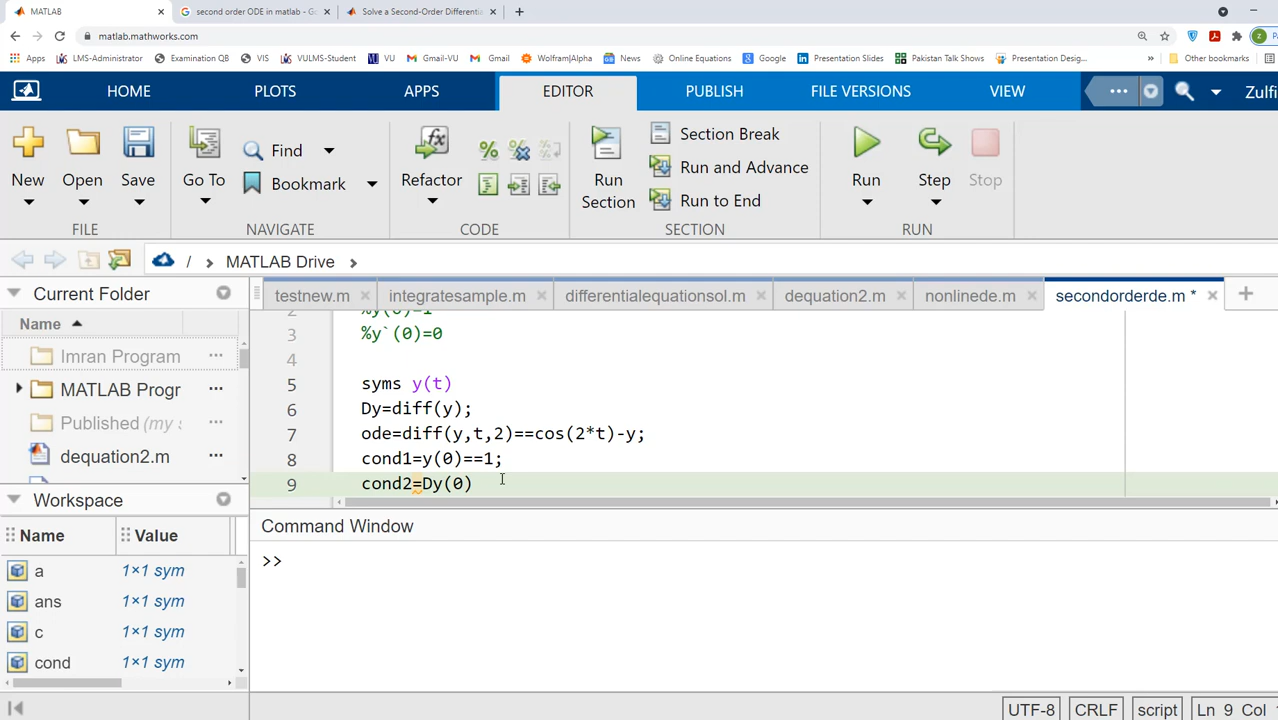 MATLAB
second order ODE in matlab - Go
Solve a Second-Order Differenti
matlab.mathworks.com
Apps LMS-Administrator Examination QB VIS VULMS-Student VU Gmail-VU Gmail Wolfram|Alpha News Online Equations Google Presentation Slides Pakistan Talk Shows Presentation Desig... » Other bookmarks
HOME PLOTS APPS EDITOR PUBLISH FILE VERSIONS VIEW ... Zulfi
New Open Save
FILE
Go To Find Bookmark
NAVIGATE
Refactor
CODE
Run Section
Section Break
Run and Advance
Run to End
SECTION
Run Step Stop
RUN
/ MATLAB Drive
Current Folder
Name
Imran Program ...
MATLAB Progr ...
Published (my s ...
dequation2.m ...
testnew.m integratesample.m differentialequationsol.m dequation2.m nonlinede.m secondorderde.m *
2 %y(0)=1
3 %y`(0)=0
4
5 syms y(t)
6 Dy=diff(y);
7 ode=diff(y,t,2)==cos(2*t)-y;
8 cond1=y(0)==1;
9 cond2=Dy(0)
Workspace
Name Value
a 1×1 sym
ans 1×1 sym
c 1×1 sym
cond 1×1 sym
Command Window
>>
UTF-8 CRLF script Ln 9 Col